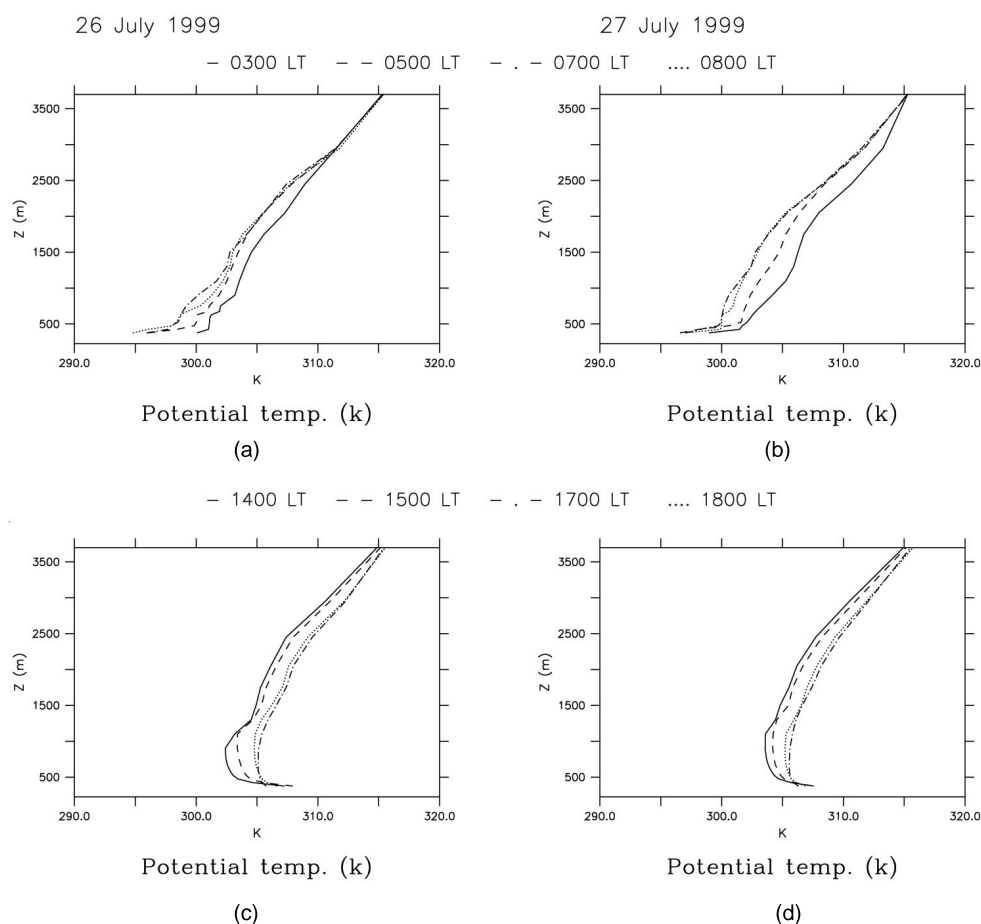 26 July 1999
27 July 1999
– 0300 LT – – 0500 LT – . – 0700 LT .... 0800 LT
3500
2500
1500
500
Z (m)
290.0 300.0 310.0 320.0
K
Potential temp. (k)
(a)
3500
2500
1500
500
Z (m)
290.0 300.0 310.0 320.0
K
Potential temp. (k)
(b)
– 1400 LT – – 1500 LT – . – 1700 LT .... 1800 LT
3500
2500
1500
500
Z (m)
290.0 300.0 310.0 320.0
K
Potential temp. (k)
(c)
3500
2500
1500
500
Z (m)
290.0 300.0 310.0 320.0
K
Potential temp. (k)
(d)